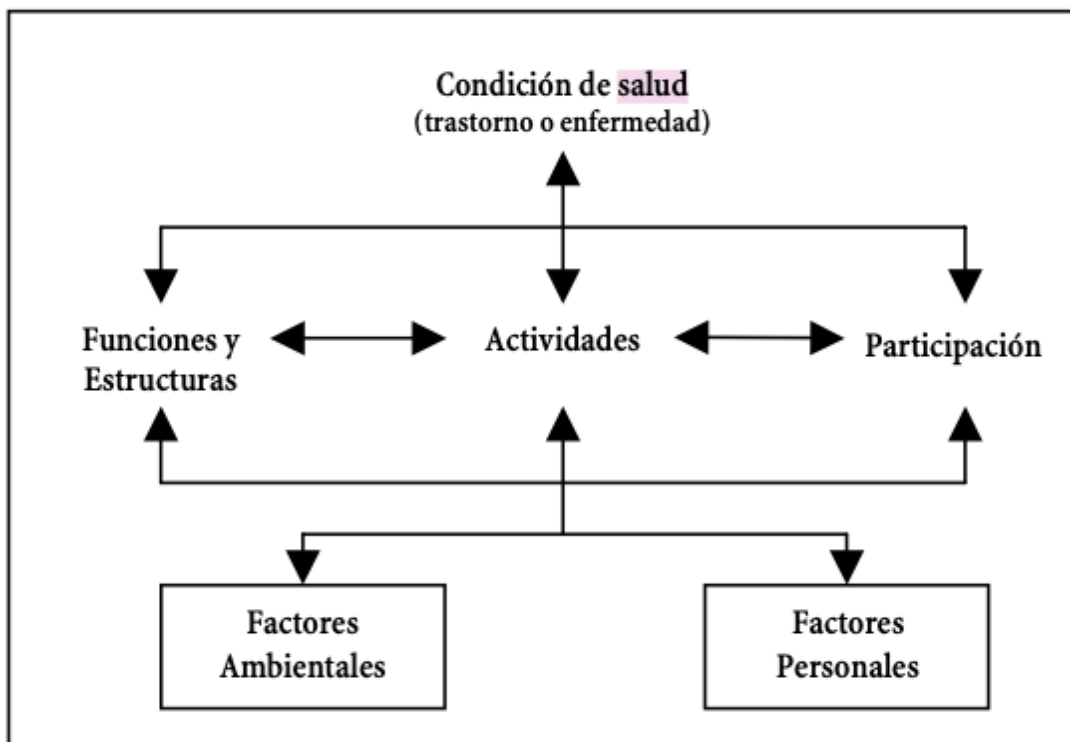 Condición de salud
(trastorno o enfermedad)
Funciones y
Estructuras
Actividades
Participación
Factores
Ambientales
Factores
Personales